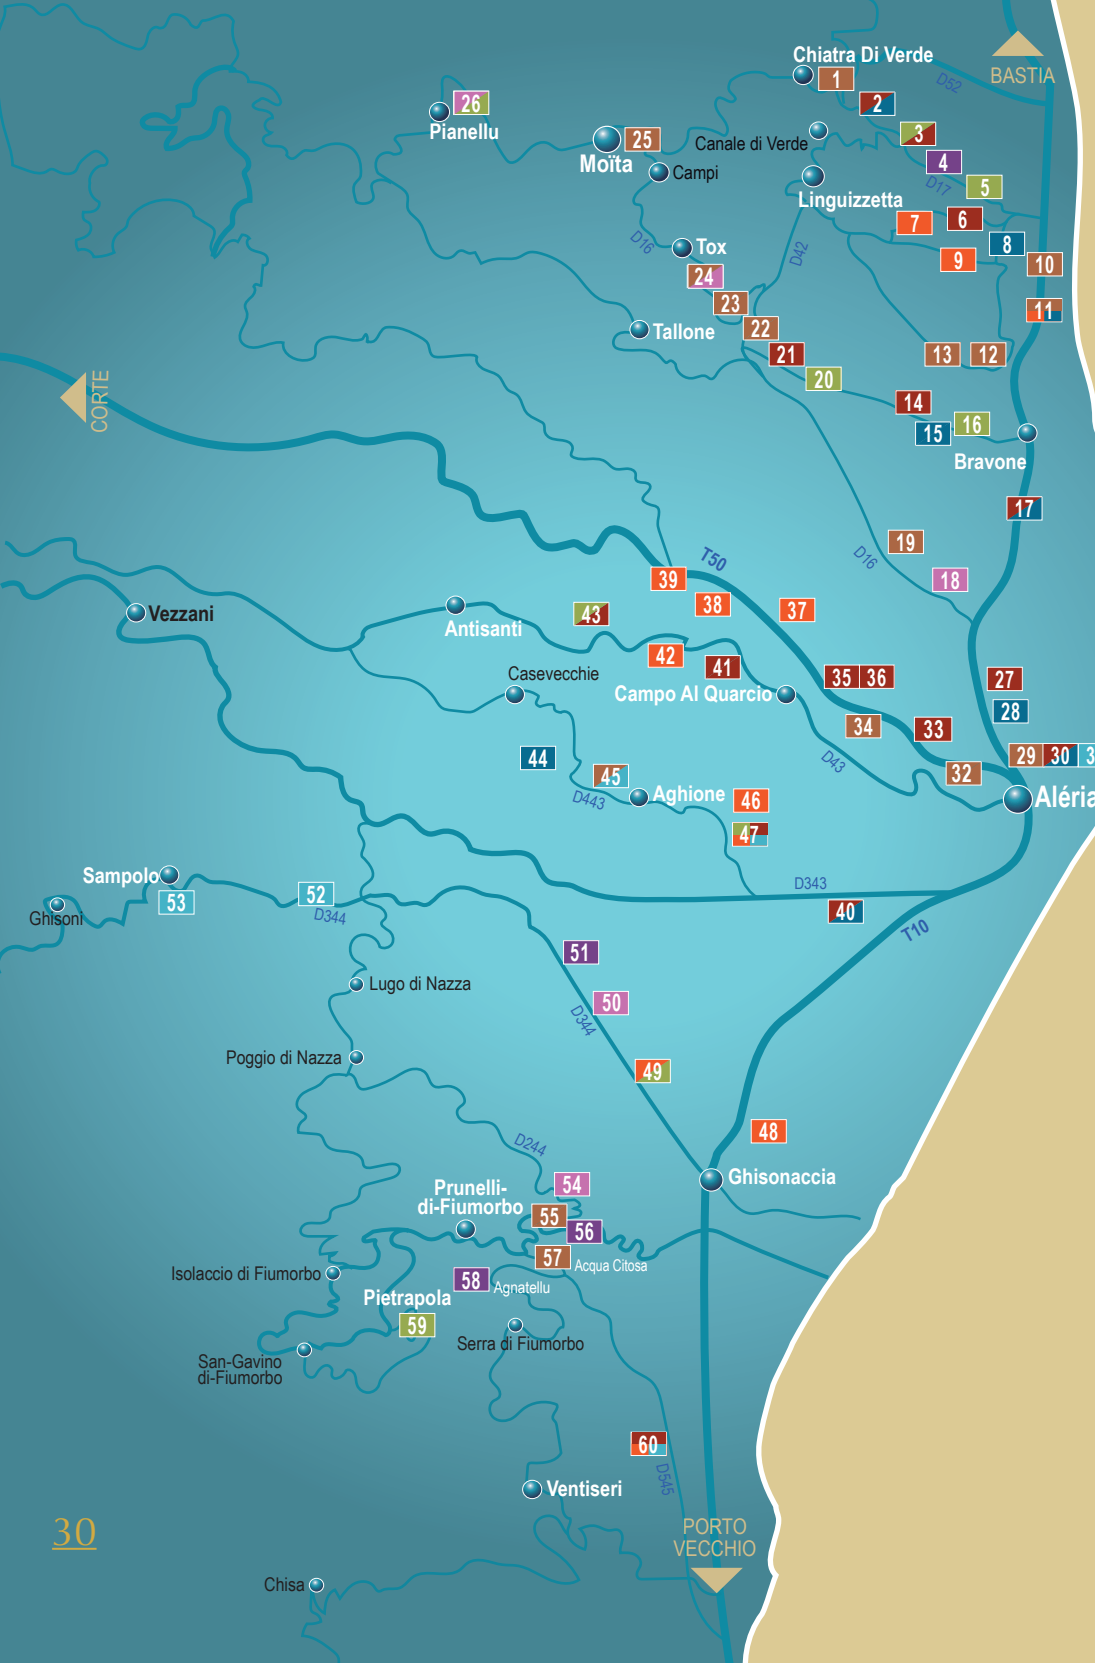 Chiatra Di Verde
1
BASTIA
D52
26
2
Pianellu
3
25
Canale di Verde
Moïta
4
Campi
D17
5
Linguizzetta
7
6
D16
Tox
D42
8
9
10
24
23
11
22
Tallone
21
13
12
20
CORTE
14
16
15
Bravone
17
19
D16
T50
18
39
38
37
43
Vezzani
Antisanti
42
41
Casevecchie
35
36
27
Campo Al Quarcio
28
34
33
44
D43
29
30
32
45
D443
Aghione
46
Aléria
47
Sampolo
D343
53
52
Ghisoni
D344
40
T10
51
Lugo di Nazza
50
D344
Poggio di Nazza
49
48
D244
Ghisonaccia
54
Prunelli-
di-Fiumorbo
55
56
57
Acqua Citosa
Isolaccio di Fiumorbo
58
Agnatellu
Pietrapola
59
Serra di Fiumorbo
San-Gavino
di-Fiumorbo
60
D545
Ventiseri
30
PORTO
VECCHIO
Chisa